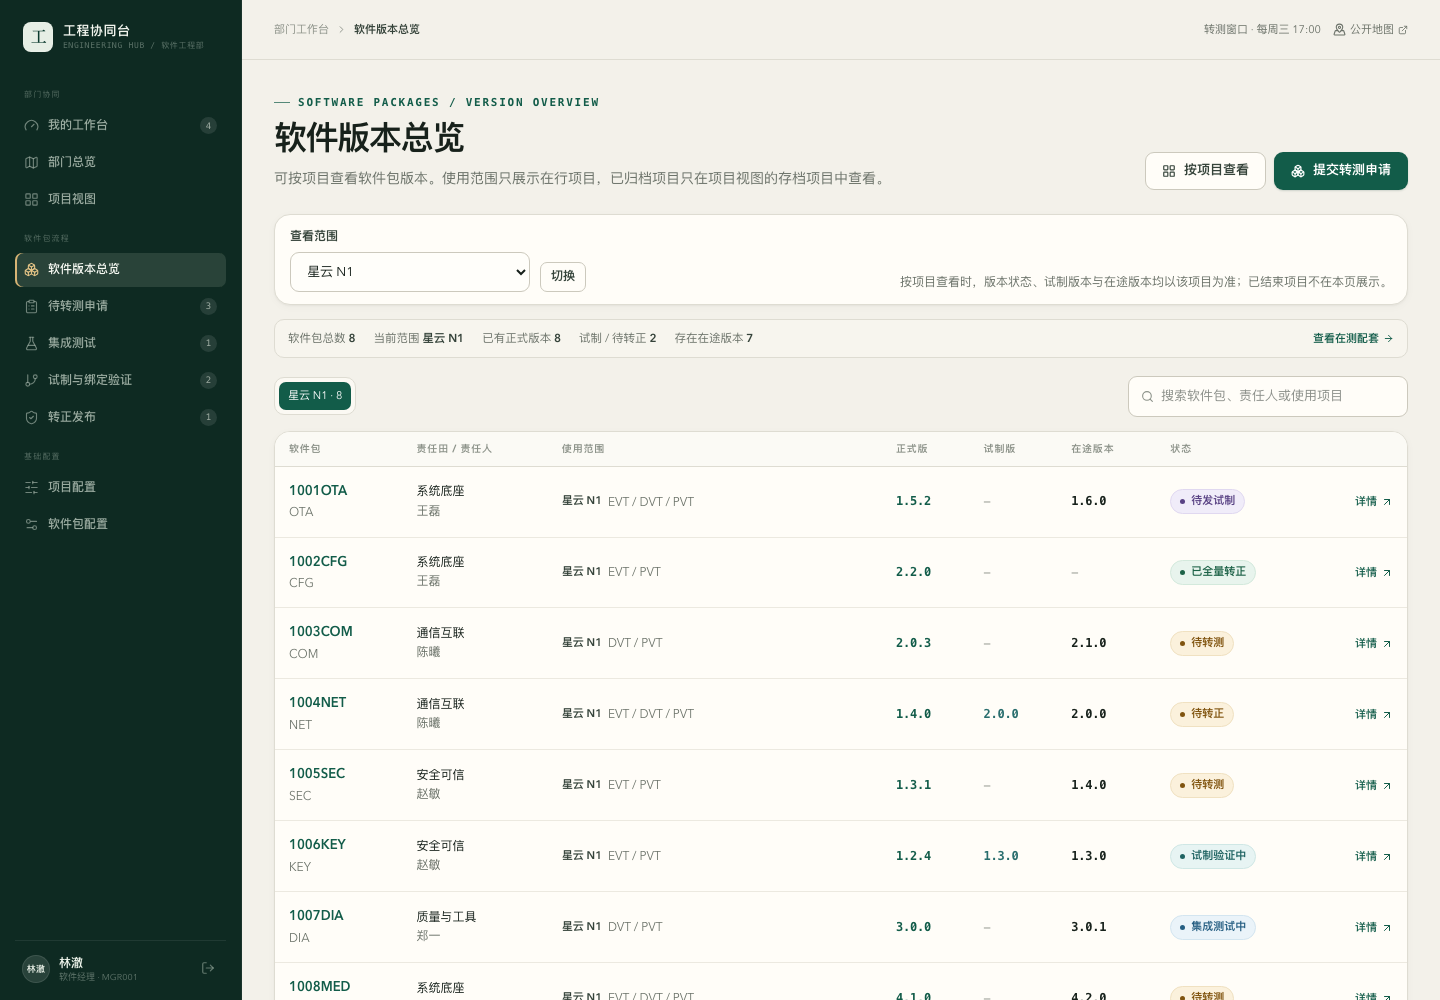 工
工程协同台
ENGINEERING HUB / 软件工程部
部门协同
我的工作台 4
部门总览
项目视图
软件包流程
软件版本总览
待转测申请 3
集成测试 1
试制与绑定验证 2
转正发布 1
基础配置
项目配置
软件包配置
林澈
林澈
软件经理 · MGR001
部门工作台 > 软件版本总览
转测窗口 · 每周三 17:00 公开地图
SOFTWARE PACKAGES / VERSION OVERVIEW
软件版本总览
可按项目查看软件包版本。使用范围只展示在行项目，已归档项目只在项目视图的存档项目中查看。
按项目查看
提交转测申请
查看范围
星云 N1
切换
按项目查看时，版本状态、试制版本与在途版本均以该项目为准；已结束项目不在本页展示。
软件包总数 8 当前范围 星云 N1 已有正式版本 8 试制 / 待转正 2 存在在途版本 7
查看在测配套 →
星云 N1 · 8
搜索软件包、责任人或使用项目
软件包 责任田 / 责任人 使用范围 正式版 试制版 在途版本 状态
1001OTA 系统底座
OTA 王磊
星云 N1 EVT / DVT / PVT 1.5.2 – 1.6.0 待发试制 详情 ↗
1002CFG 系统底座
CFG 王磊
星云 N1 EVT / PVT 2.2.0 – – 已全量转正 详情 ↗
1003COM 通信互联
COM 陈曦
星云 N1 DVT / PVT 2.0.3 – 2.1.0 待转测 详情 ↗
1004NET 通信互联
NET 陈曦
星云 N1 EVT / DVT / PVT 1.4.0 2.0.0 2.0.0 待转正 详情 ↗
1005SEC 安全可信
SEC 赵敏
星云 N1 EVT / PVT 1.3.1 – 1.4.0 待转测 详情 ↗
1006KEY 安全可信
KEY 赵敏
星云 N1 EVT / PVT 1.2.4 1.3.0 1.3.0 试制验证中 详情 ↗
1007DIA 质量与工具
DIA 郑一
星云 N1 DVT / PVT 3.0.0 – 3.0.1 集成测试中 详情 ↗
1008MED 系统底座
星云 N1 EVT / DVT / PVT 4.1.0 – 4.2.0 待转测 详情 ↗